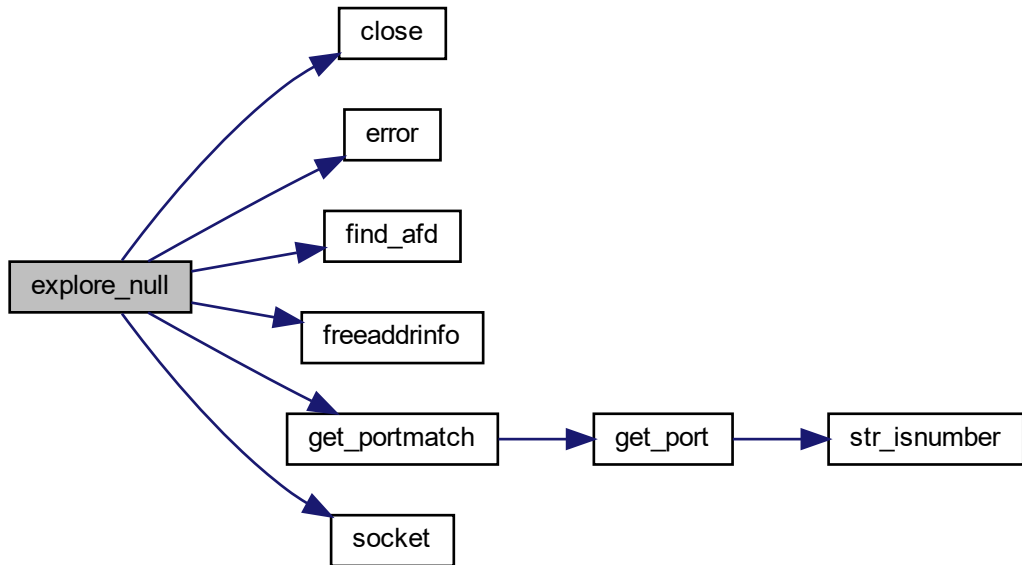 close
error
find_afd
explore_null
freeaddrinfo
get_portmatch
get_port
str_isnumber
socket